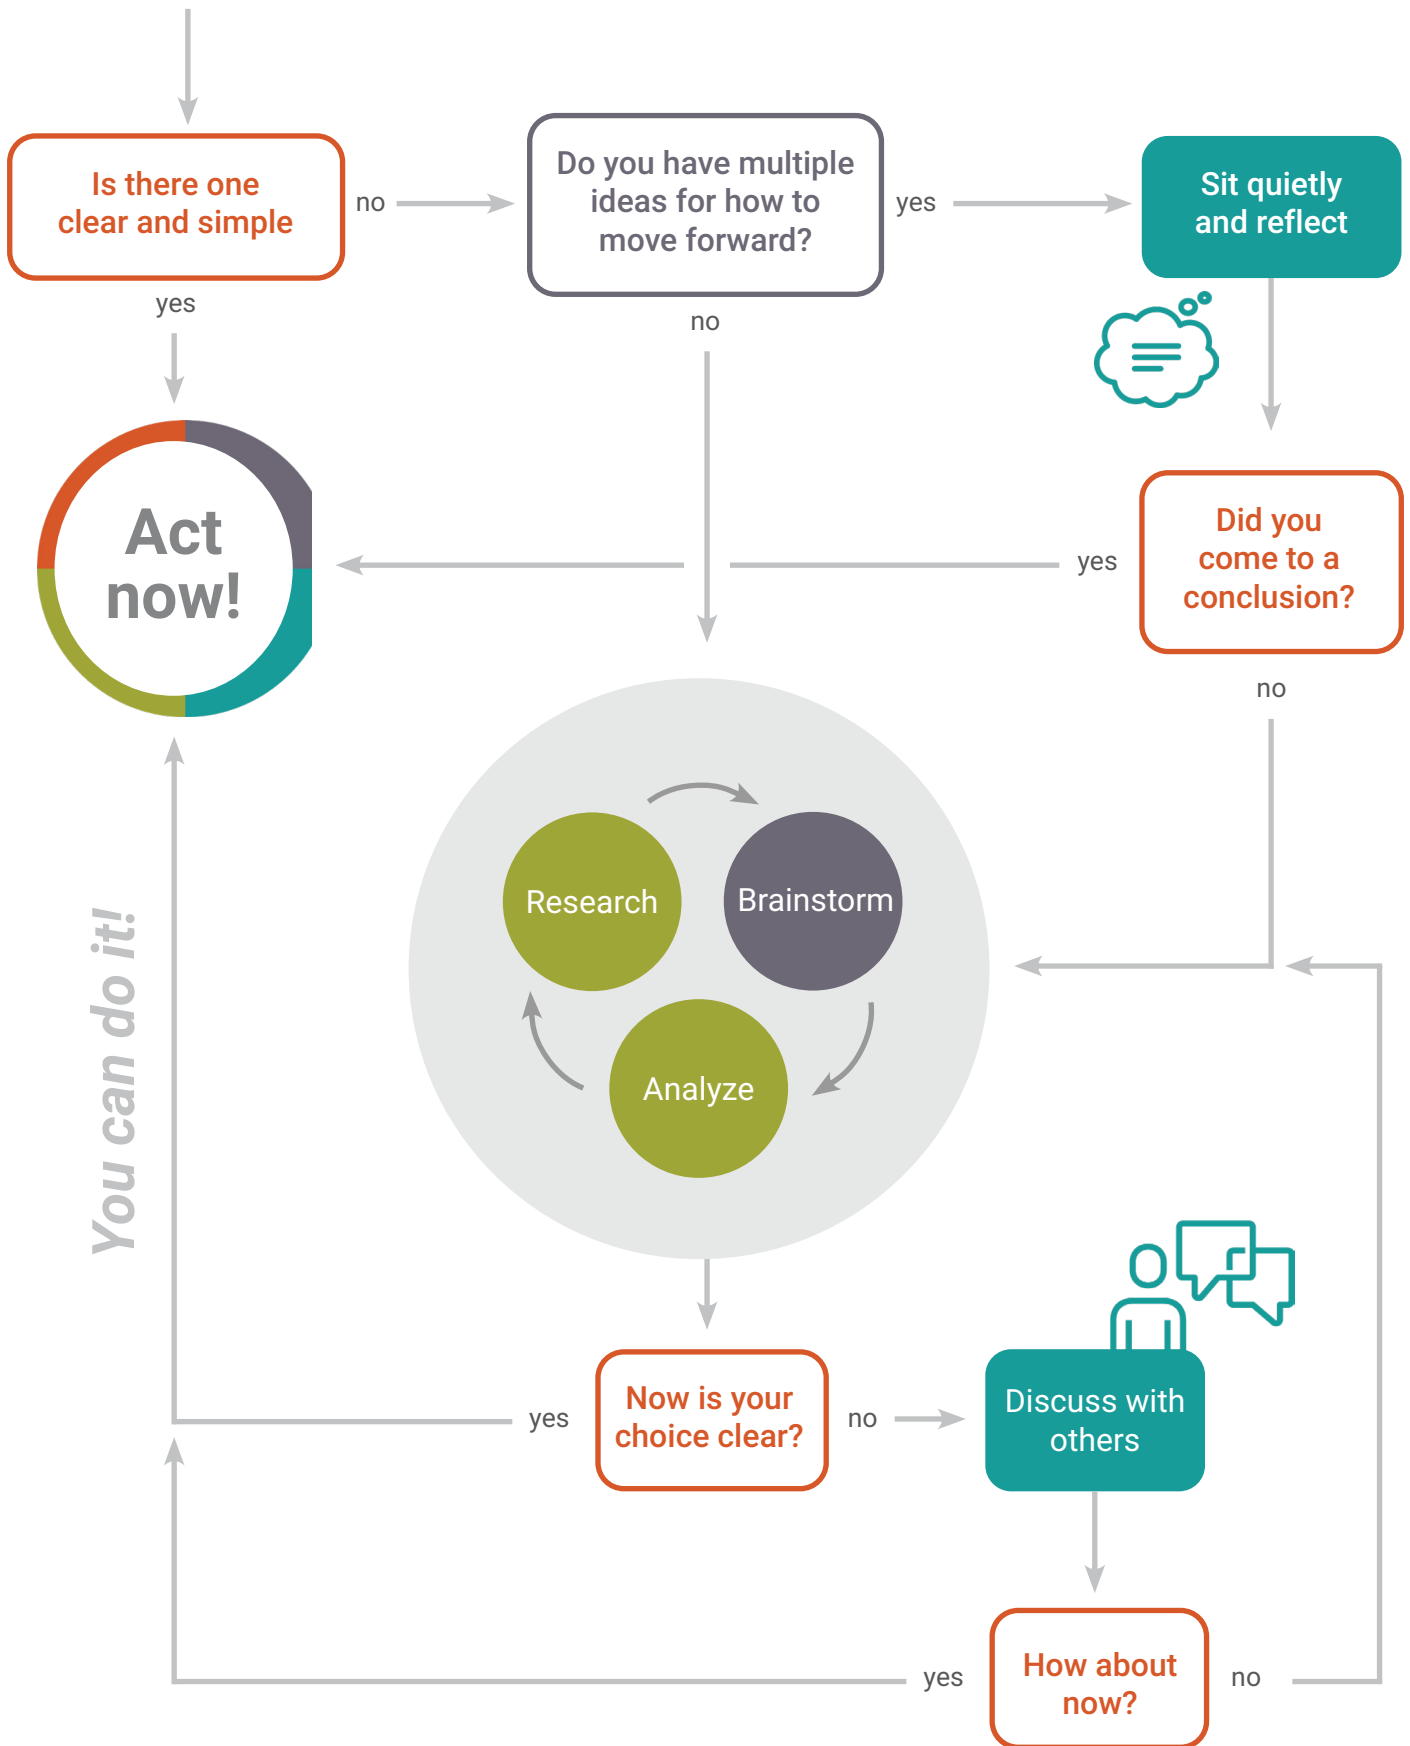 Is there one
clear and simple
no
Do you have multiple
ideas for how to
move forward?
yes
Sit quietly
and reflect
yes
no
Act
now!
yes
Did you
come to a
conclusion?
no
Research
Brainstorm
Analyze
You can do it!
yes
Now is your
choice clear?
no
Discuss with
others
yes
How about
now?
no